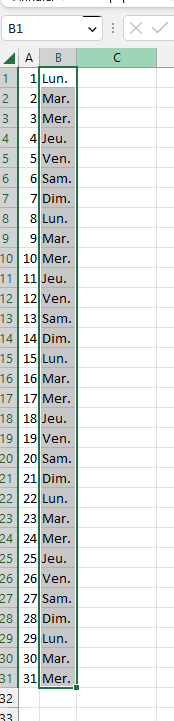 B1
A B C
1 1 Lun.
2 2 Mar.
3 3 Mer.
4 4 Jeu.
5 5 Ven.
6 6 Sam.
7 7 Dim.
8 8 Lun.
9 9 Mar.
10 10 Mer.
11 11 Jeu.
12 12 Ven.
13 13 Sam.
14 14 Dim.
15 15 Lun.
16 16 Mar.
17 17 Mer.
18 18 Jeu.
19 19 Ven.
20 20 Sam.
21 21 Dim.
22 22 Lun.
23 23 Mar.
24 24 Mer.
25 25 Jeu.
26 26 Ven.
27 27 Sam.
28 28 Dim.
29 29 Lun.
30 30 Mar.
31 31 Mer.
32
33